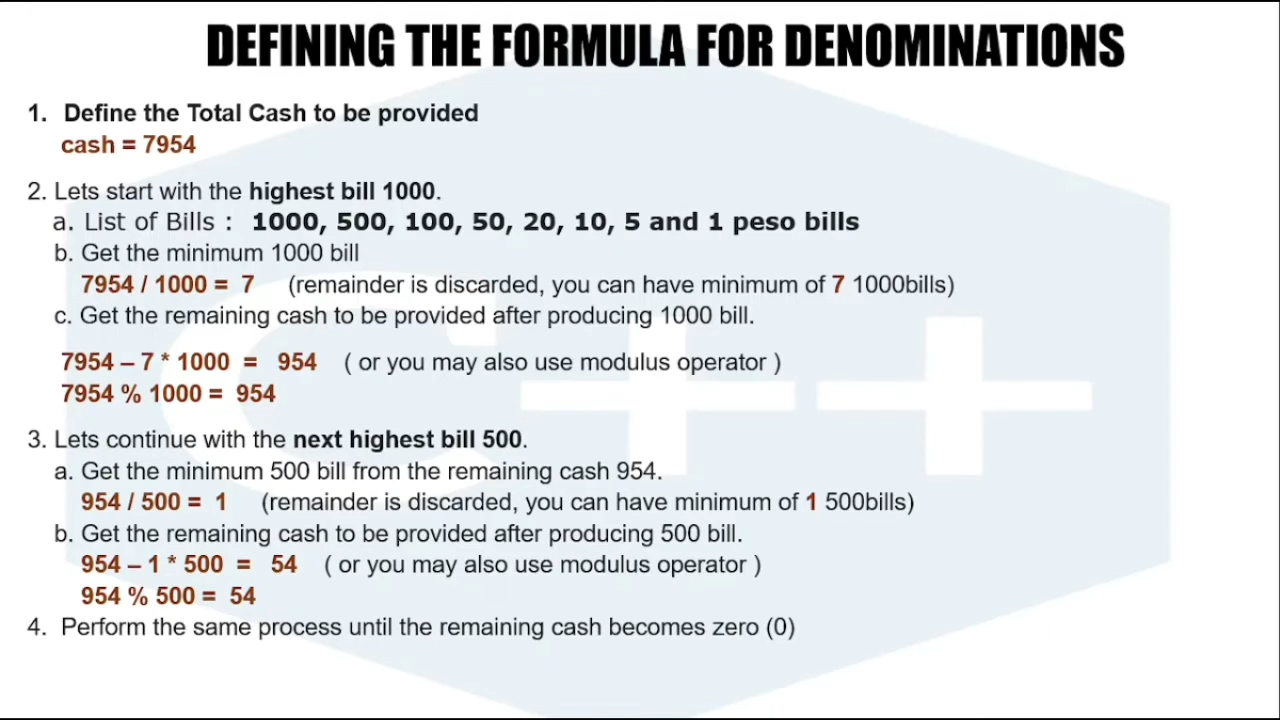 DEFINING THE FORMULA FOR DENOMINATIONS
1. Define the Total Cash to be provided
cash = 7954
2. Lets start with the highest bill 1000.
a. List of Bills : 1000, 500, 100, 50, 20, 10, 5 and 1 peso bills
b. Get the minimum 1000 bill
7954 / 1000 = 7 (remainder is discarded, you can have minimum of 7 1000bills)
c. Get the remaining cash to be provided after producing 1000 bill.
7954 – 7 * 1000 = 954 ( or you may also use modulus operator )
7954 % 1000 = 954
3. Lets continue with the next highest bill 500.
a. Get the minimum 500 bill from the remaining cash 954.
954 / 500 = 1 (remainder is discarded, you can have minimum of 1 500bills)
b. Get the remaining cash to be provided after producing 500 bill.
954 – 1 * 500 = 54 ( or you may also use modulus operator )
954 % 500 = 54
4. Perform the same process until the remaining cash becomes zero (0)
C++